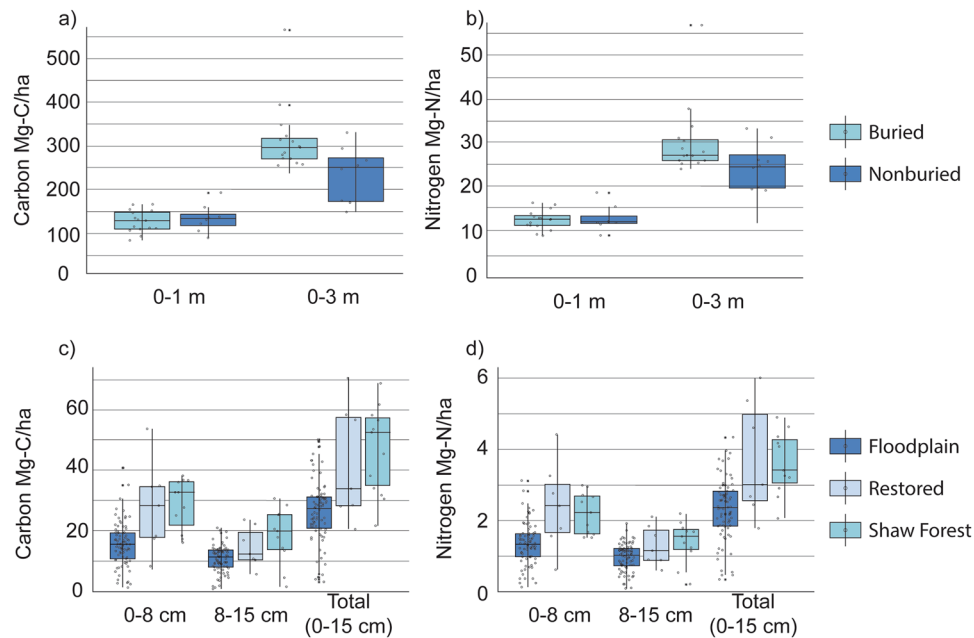 a)
Carbon Mg-C/ha
500
400
300
200
100
0
0-1 m
0-3 m
b)
Nitrogen Mg-N/ha
50
40
30
20
10
0
0-1 m
0-3 m
Buried
Nonburied
c)
Carbon Mg-C/ha
60
40
20
0
0-8 cm
8-15 cm
Total
(0-15 cm)
d)
Nitrogen Mg-N/ha
6
4
2
0
0-8 cm
8-15 cm
Total
(0-15 cm)
Floodplain
Restored
Shaw Forest